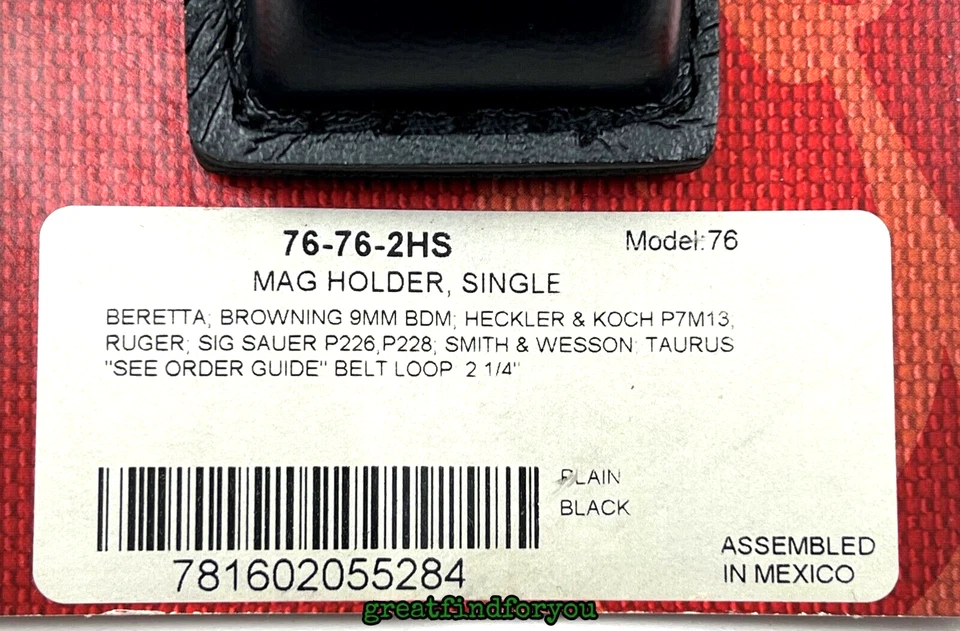 76-76-2HS Model:76
MAG HOLDER, SINGLE
BERETTA; BROWNING 9MM BDM; HECKLER & KOCH P7M13;
RUGER; SIG SAUER P226,P228; SMITH & WESSON; TAURUS
"SEE ORDER GUIDE" BELT LOOP 2 1/4"
PLAIN
BLACK
781602055284
ASSEMBLED
IN MEXICO
greatfindforyou